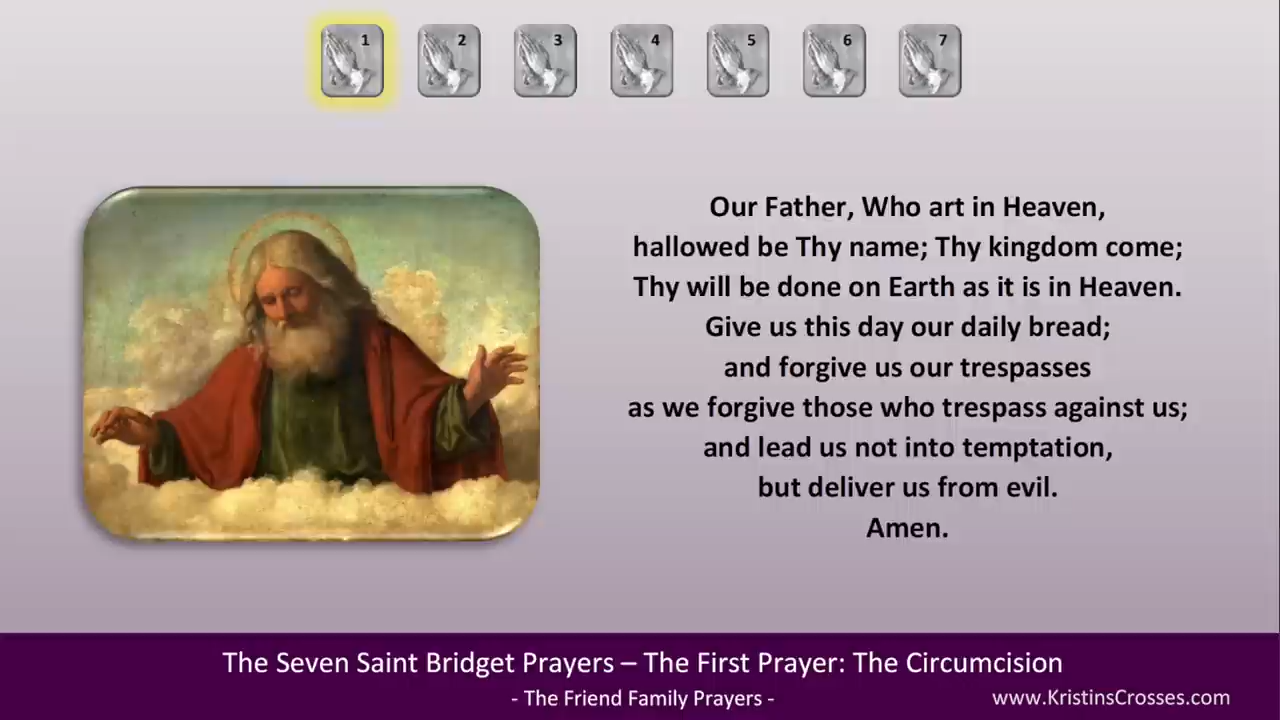 1 2 3 4 5 6 7
Our Father, Who art in Heaven,
hallowed be Thy name; Thy kingdom come;
Thy will be done on Earth as it is in Heaven.
Give us this day our daily bread;
and forgive us our trespasses
as we forgive those who trespass against us;
and lead us not into temptation,
but deliver us from evil.
Amen.
The Seven Saint Bridget Prayers – The First Prayer: The Circumcision
- The Friend Family Prayers -
www.KristinsCrosses.com